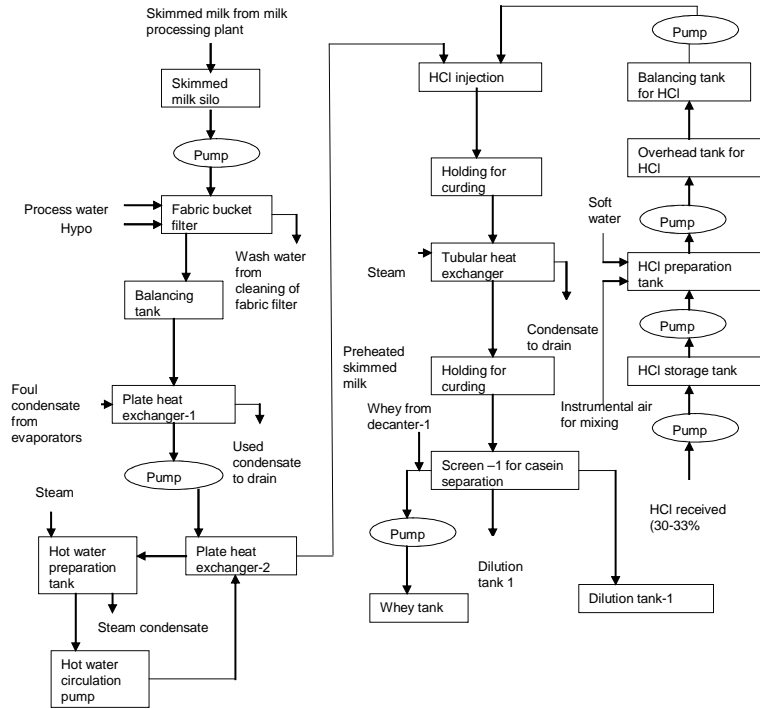 Skimmed milk from milk
processing plant
Skimmed
milk silo
Pump
Process water
Hypo
Fabric bucket
filter
Wash water
from
cleaning of
fabric filter
Balancing
tank
Foul
condensate
from
evaporators
Plate heat
exchanger-1
Used
condensate
to drain
Pump
Steam
Hot water
preparation
tank
Plate heat
exchanger-2
Steam condensate
Hot water
circulation
pump
Preheated
skimmed
milk
HCl injection
Holding for
curding
Steam
Tubular heat
exchanger
Condensate
to drain
Holding for
curding
Whey from
decanter-1
Screen –1 for casein
separation
Pump
Whey tank
Dilution
tank 1
Dilution tank-1
Pump
Balancing tank
for HCl
Overhead tank for
HCl
Soft
water
Pump
HCl preparation
tank
Pump
HCl storage tank
Instrumental air
for mixing
Pump
HCl received
(30-33%